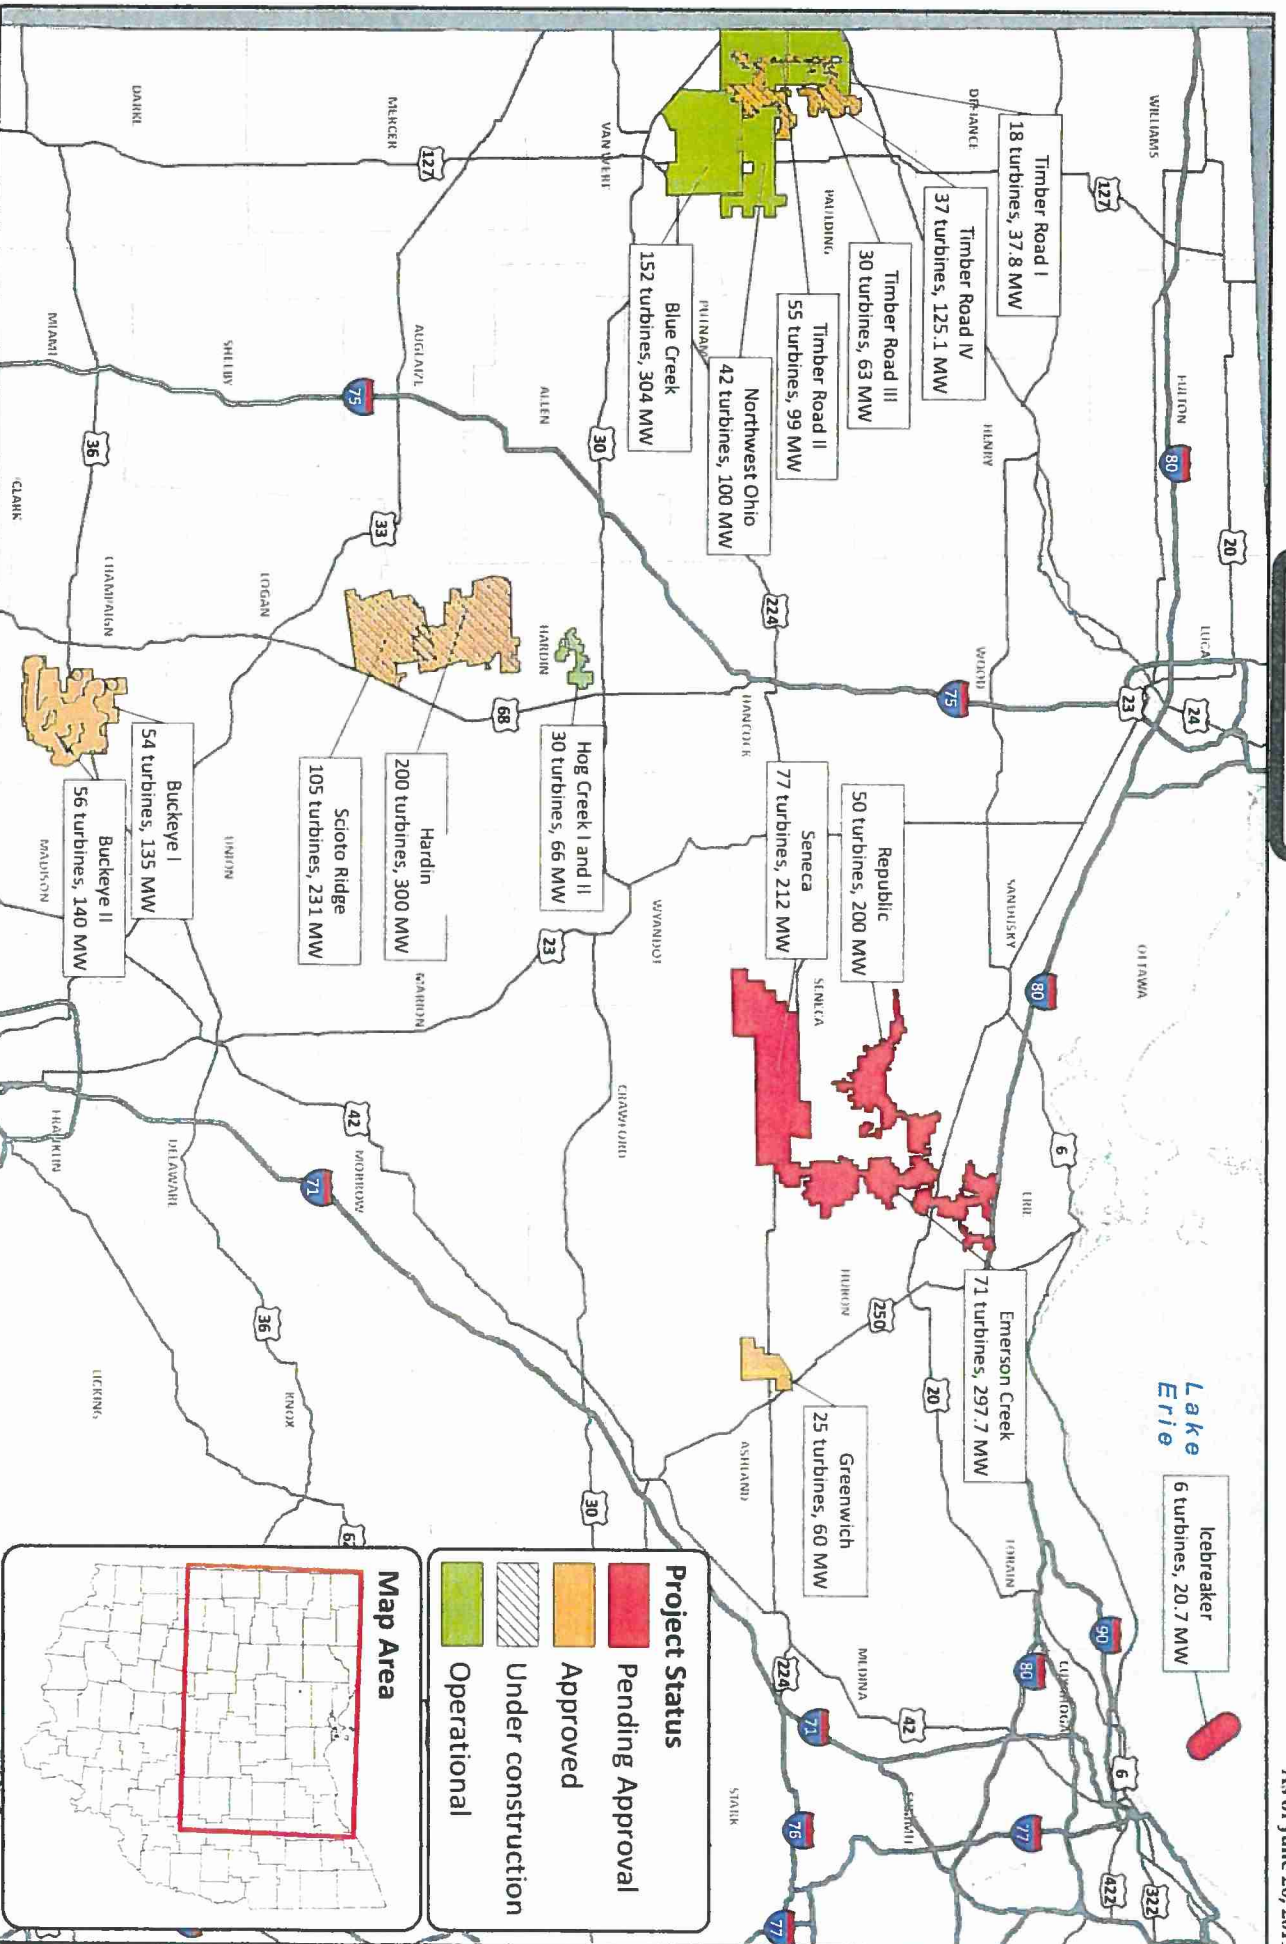 WILLIAMS
FULTON
OTTAWA
Lake
Erie
Icebreaker
6 turbines, 20.7 MW
DEFIANCE
HENRY
WOOD
SANDUSKY
ERIE
LORAIN
Timber Road I
18 turbines, 37.8 MW
Timber Road IV
37 turbines, 125.1 MW
Timber Road III
30 turbines, 63 MW
Timber Road II
55 turbines, 99 MW
Northwest Ohio
42 turbines, 100 MW
Blue Creek
152 turbines, 304 MW
PAULDING
PUTNAM
HANCOCK
SENECA
HURON
MEDINA
Emerson Creek
71 turbines, 297.7 MW
Republic
50 turbines, 200 MW
Seneca
77 turbines, 212 MW
Greenwich
25 turbines, 60 MW
VAN WERT
ALLEN
HARDIN
WYANDOT
CRAWFORD
ASHLAND
STARK
Hog Creek I and II
30 turbines, 66 MW
Hardin
200 turbines, 300 MW
Scioto Ridge
105 turbines, 231 MW
MERCER
AUGLAIZE
LOGAN
UNION
MARION
MORROW
KNOX
DELAWARE
SHELBY
MIAMI
CHAMPAIGN
CLARK
MADISON
FRANKLIN
LICKING
Buckeye I
54 turbines, 135 MW
Buckeye II
56 turbines, 140 MW
127
127
80
20
24
23
75
80
6
250
20
90
80
6
77
422
322
42
71
76
77
224
224
30
30
75
33
68
23
42
71
36
36
62
Project Status
Pending Approval
Approved
Under construction
Operational
Map Area